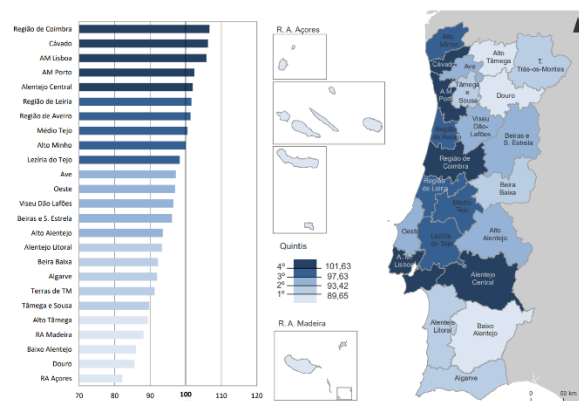 Região de Coimbra
Cávado
AM Lisboa
AM Porto
Alentejo Central
Região de Leiria
Região de Aveiro
Médio Tejo
Alto Minho
Lezíria do Tejo
Ave
Oeste
Viseu Dão Lafões
Beiras e S. Estrela
Alto Alentejo
Alentejo Litoral
Beira Baixa
Algarve
Terras de TM
Tâmega e Sousa
Alto Tâmega
RA Madeira
Baixo Alentejo
Douro
RA Açores
70 80 90 100 110 120
R. A. Açores
Quintis
4º 101,63
3º 97,63
2º 93,42
1º 89,65
R. A. Madeira
Alto
Minho
Cávado
Ave
Alto
Tâmega
T.
Trás-os-Montes
A.M
Porto
Tâmega
e
Sousa
Douro
Viseu
Dão-
Lafões
Região
de Aveiro
Beiras e
S. Estrela
Região de
Coimbra
Região
de Leiria
Beira
Baixa
Médio
Tejo
Oeste
Lezíria
do Tejo
Alto
Alentejo
A.M
Lisboa
Alentejo
Central
Alentejo
Litoral
Baixo
Alentejo
Algarve
0 50 km